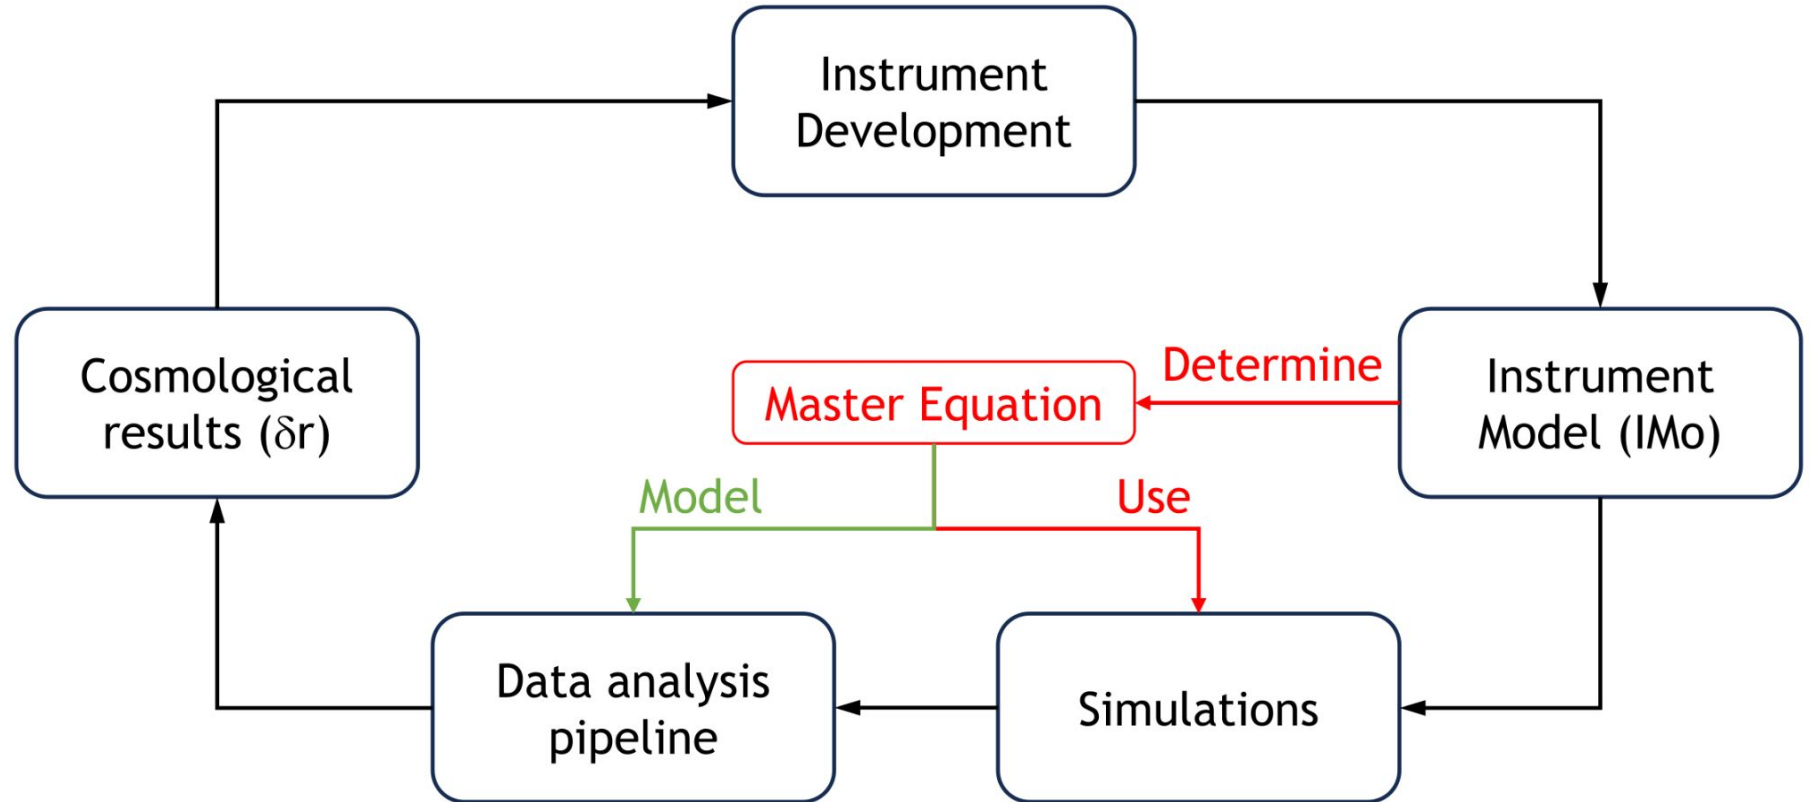 Instrument
Development
Cosmological
results (δr)
Determine
Master Equation
Instrument
Model (IMo)
Model
Use
Data analysis
pipeline
Simulations